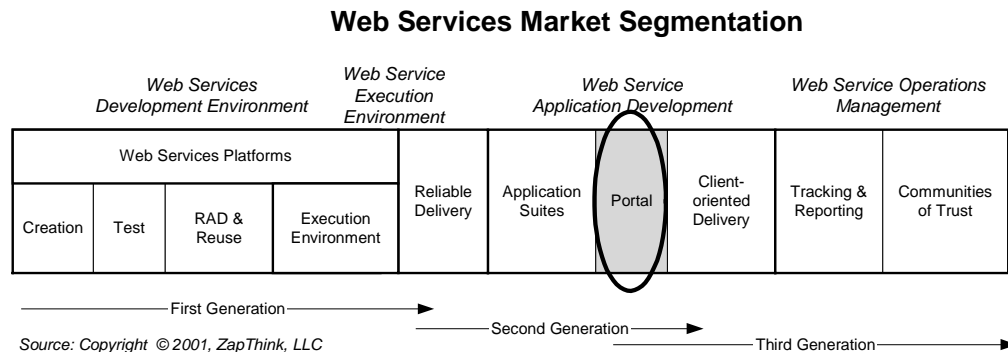 Web Services Market Segmentation
Web Services
Development Environment
Web Service
Execution
Environment
Web Service
Application Development
Web Service Operations
Management
Web Services Platforms
Creation
Test
RAD &
Reuse
Execution
Environment
Reliable
Delivery
Application
Suites
Portal
Client-
oriented
Delivery
Tracking &
Reporting
Communities
of Trust
First Generation
Second Generation
Third Generation
Source: Copyright © 2001, ZapThink, LLC